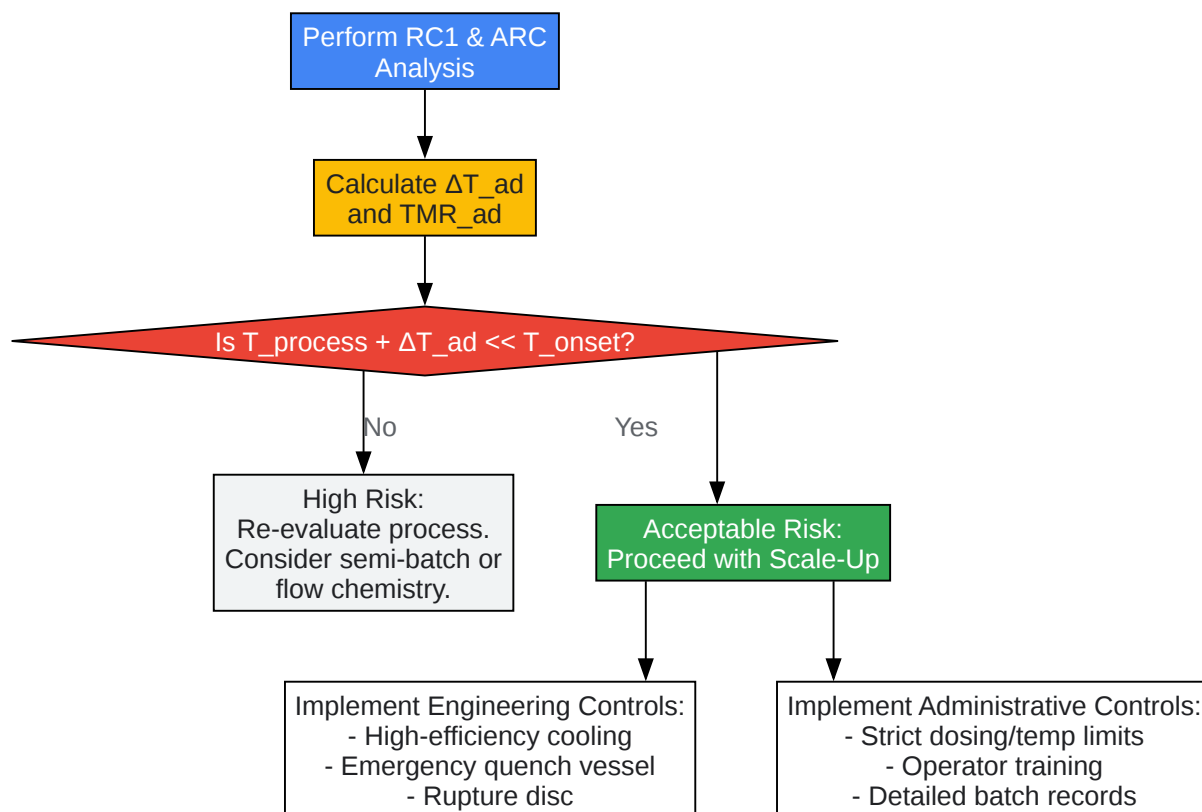 Perform RC1 & ARC
Analysis
Calculate ΔT_ad
and TMR_ad
Is T_process + ΔT_ad << T_onset?
No
Yes
High Risk:
Re-evaluate process.
Consider semi-batch or
flow chemistry.
Acceptable Risk:
Proceed with Scale-Up
Implement Engineering Controls:
- High-efficiency cooling
- Emergency quench vessel
- Rupture disc
Implement Administrative Controls:
- Strict dosing/temp limits
- Operator training
- Detailed batch records